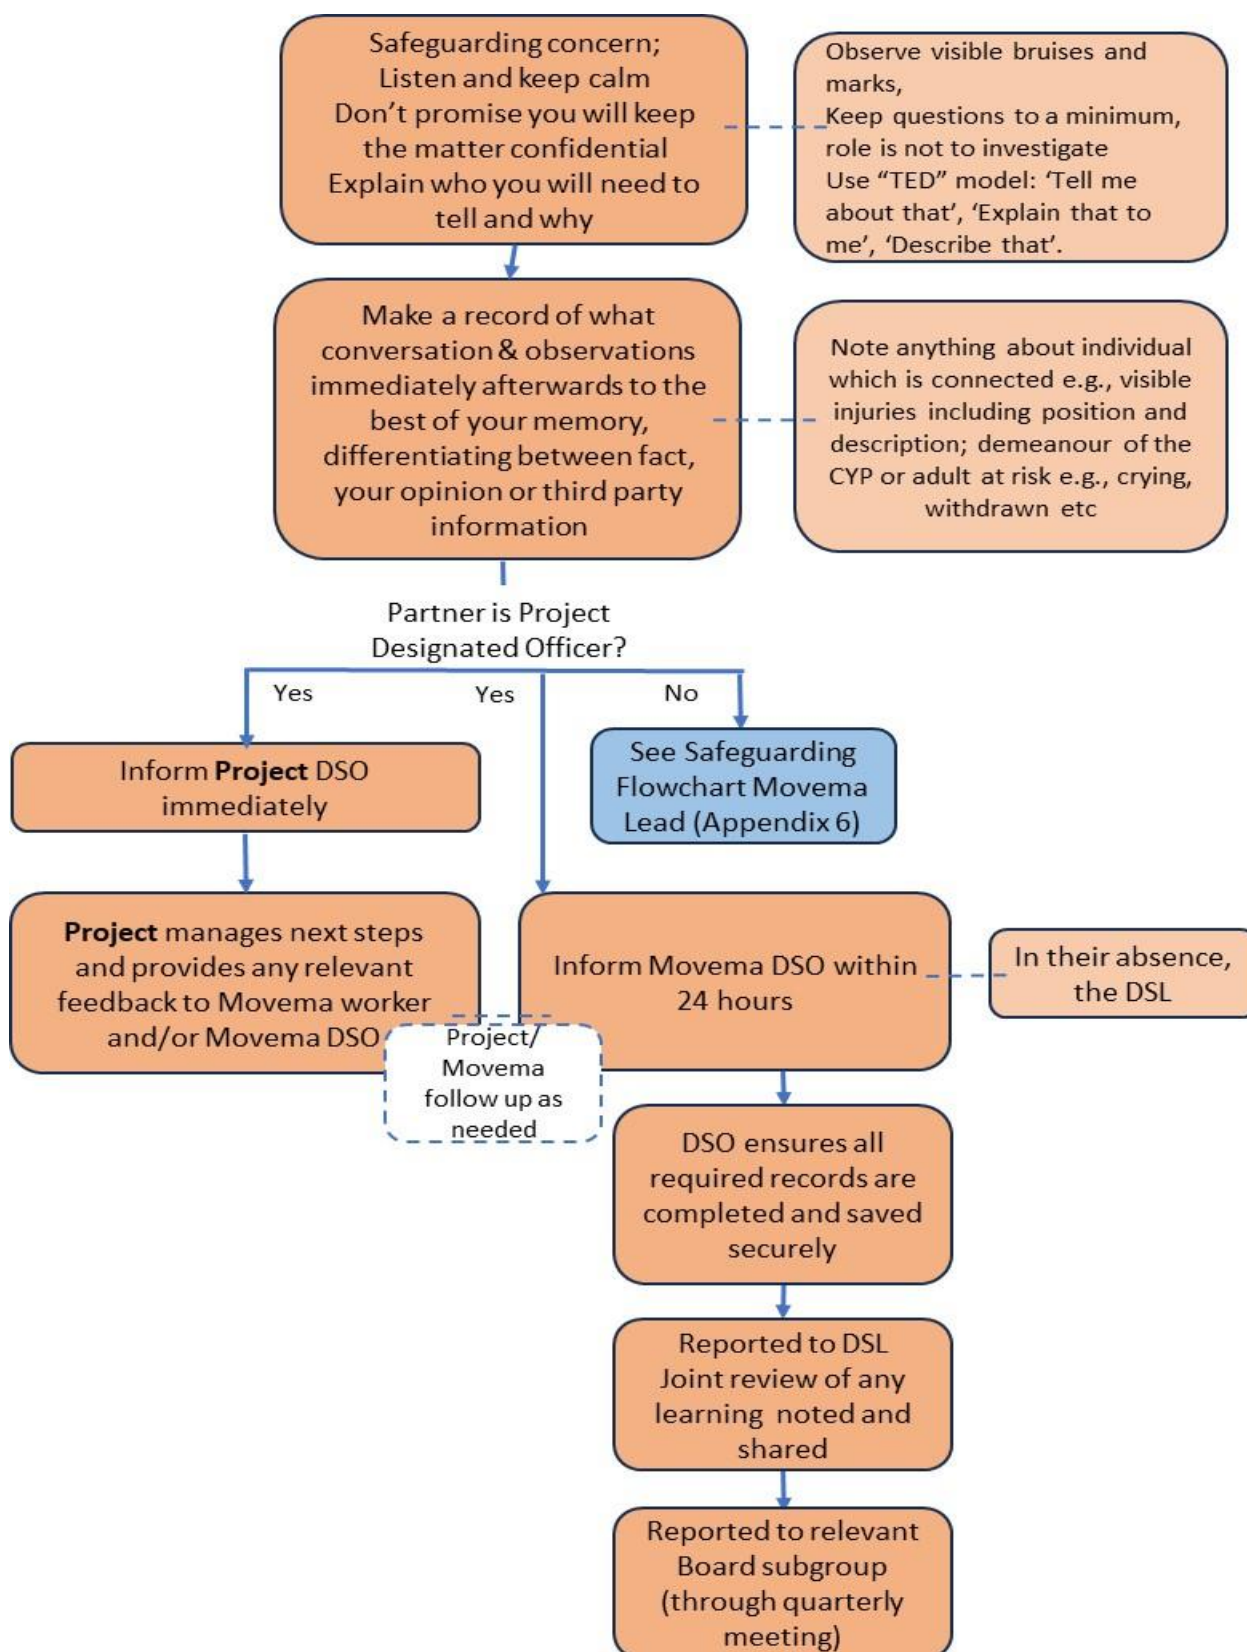 Safeguarding concern;
Listen and keep calm
Don’t promise you will keep
the matter confidential
Explain who you will need to
tell and why
Observe visible bruises and
marks,
Keep questions to a minimum,
role is not to investigate
Use “TED” model: ‘Tell me
about that’, ‘Explain that to
me’, ‘Describe that’.
Make a record of what
conversation & observations
immediately afterwards to the
best of your memory,
differentiating between fact,
your opinion or third party
information
Note anything about individual
which is connected e.g., visible
injuries including position and
description; demeanour of the
CYP or adult at risk e.g., crying,
withdrawn etc
Partner is Project
Designated Officer?
Yes
Yes
No
Inform Project DSO
immediately
See Safeguarding
Flowchart Movema
Lead (Appendix 6)
Project manages next steps
and provides any relevant
feedback to Movema worker
and/or Movema DSO
Inform Movema DSO within
24 hours
In their absence,
the DSL
Project/
Movema
follow up as
needed
DSO ensures all
required records are
completed and saved
securely
Reported to DSL
Joint review of any
learning noted and
shared
Reported to relevant
Board subgroup
(through quarterly
meeting)